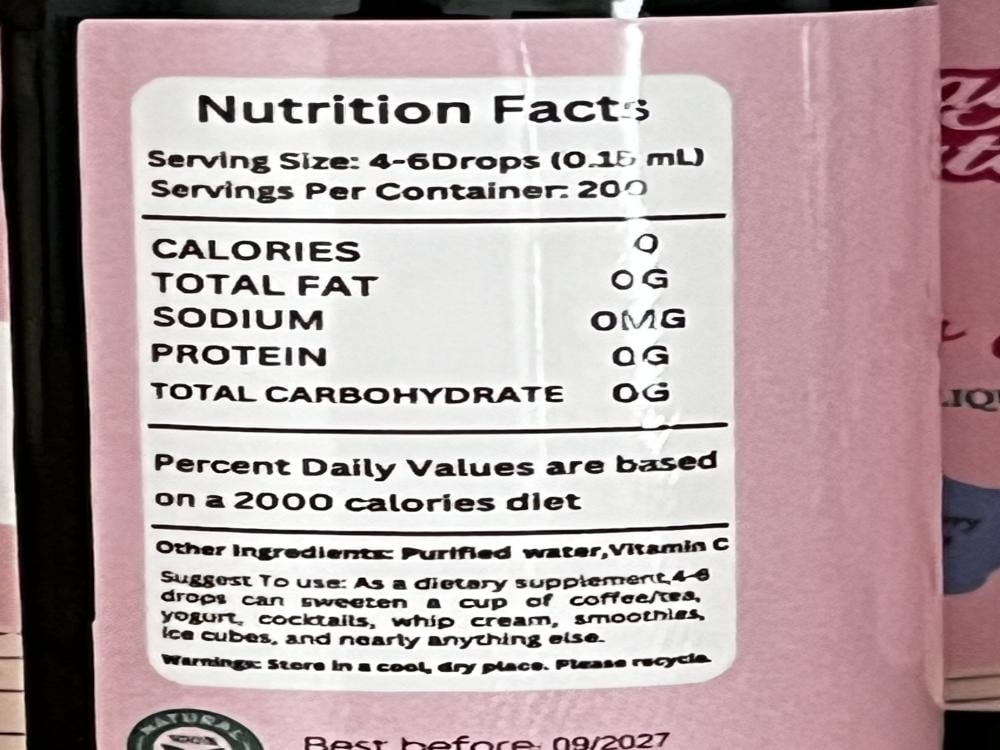 Nutrition Facts
Serving Size: 4-6Drops (0.15 mL)
Servings Per Container: 200
CALORIES 0
TOTAL FAT 0G
SODIUM 0MG
PROTEIN 0G
TOTAL CARBOHYDRATE 0G
Percent Daily Values are based
on a 2000 calories diet
Other Ingredients: Purified water,Vitamin C
Suggest To use: As a dietary supplement,4-6
drops can sweeten a cup of coffee/tea,
yogurt, cocktails, whip cream, smoothies,
ice cubes, and nearly anything else.
Warnings: Store in a cool, dry place. Please recycle.
NATURAL
Best before: 09/2027